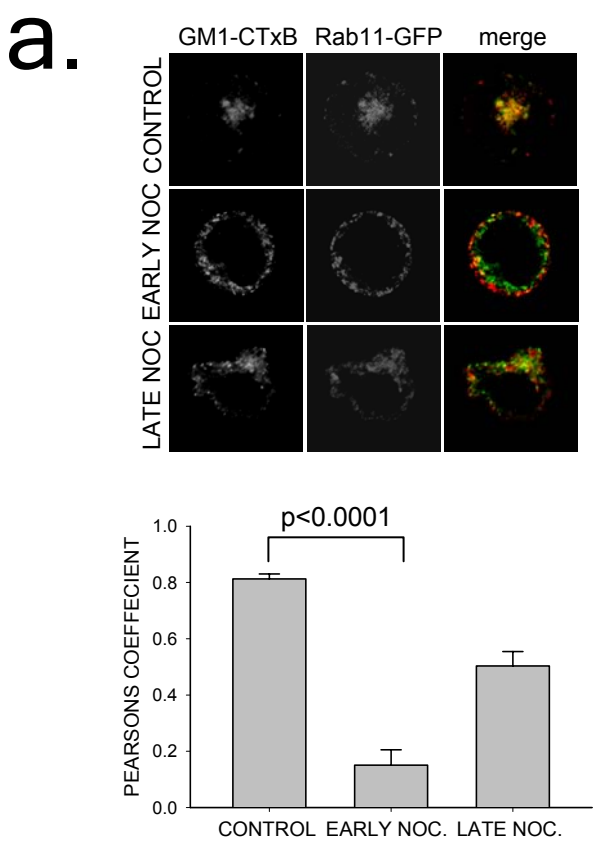 a.
GM1-CTxB Rab11-GFP merge
CONTROL
EARLY NOC
LATE NOC
p<0.0001
PEARSONS COEFFECIENT
1.0
0.8
0.6
0.4
0.2
0.0
CONTROL EARLY NOC. LATE NOC.